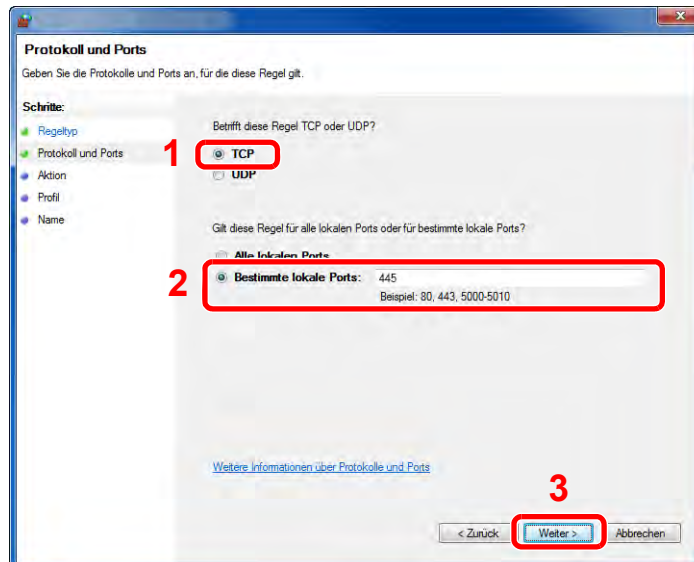 Protokoll und Ports
Geben Sie die Protokolle und Ports an, für die diese Regel gilt.
Schritte:
Regeltyp
Protokoll und Ports
Aktion
Profil
Name
Betrifft diese Regel TCP oder UDP?
1
TCP
UDP
Gilt diese Regel für alle lokalen Ports oder für bestimmte lokale Ports?
Alle lokalen Ports
2
Bestimmte lokale Ports: 445
Beispiel: 80, 443, 5000-5010
Weitere Informationen über Protokolle und Ports
3
< Zurück Weiter > Abbrechen